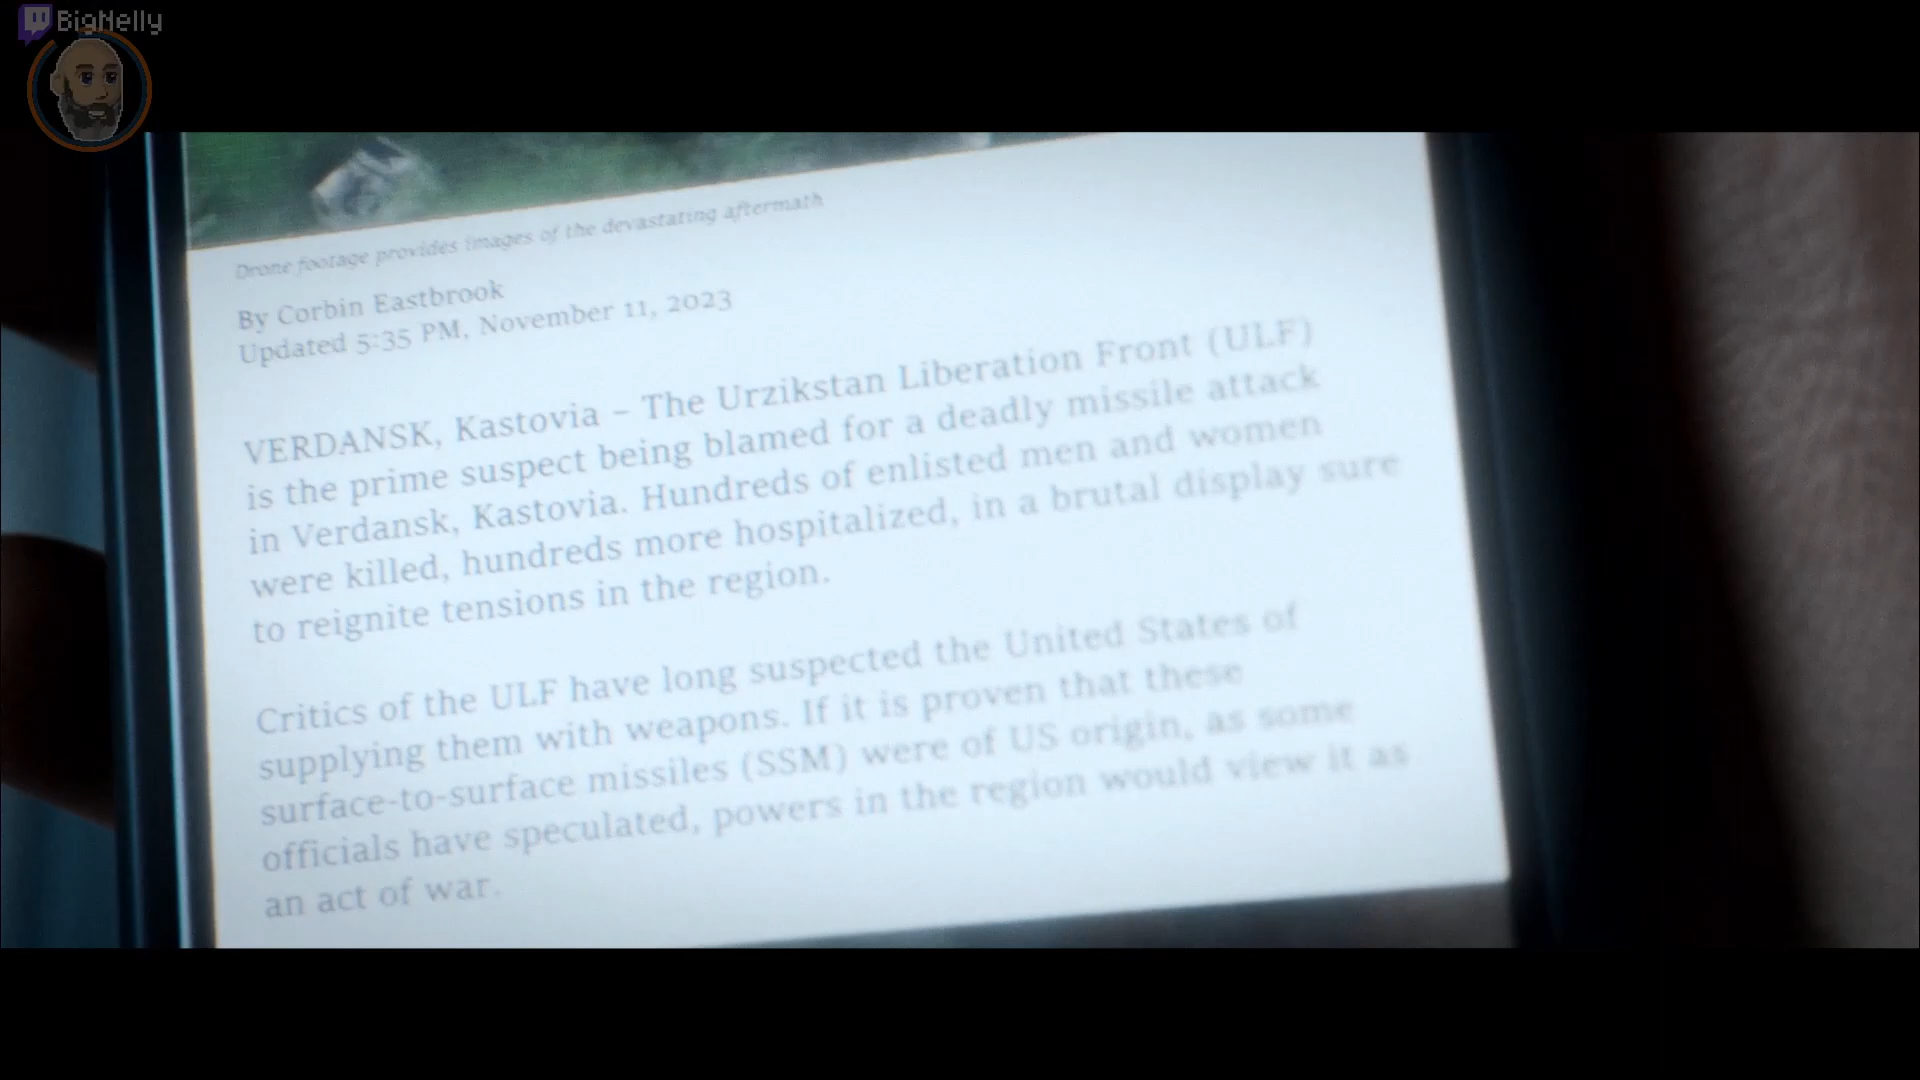 BigNelly
Drone footage provides images of the devastating aftermath
By Corbin Eastbrook
Updated 5:35 PM, November 11, 2023
VERDANSK, Kastovia – The Urzikstan Liberation Front (ULF)
is the prime suspect being blamed for a deadly missile attack
in Verdansk, Kastovia. Hundreds of enlisted men and women
were killed, hundreds more hospitalized, in a brutal display sure
to reignite tensions in the region.
Critics of the ULF have long suspected the United States of
supplying them with weapons. If it is proven that these
surface-to-surface missiles (SSM) were of US origin, as some
officials have speculated, powers in the region would view it as
an act of war.